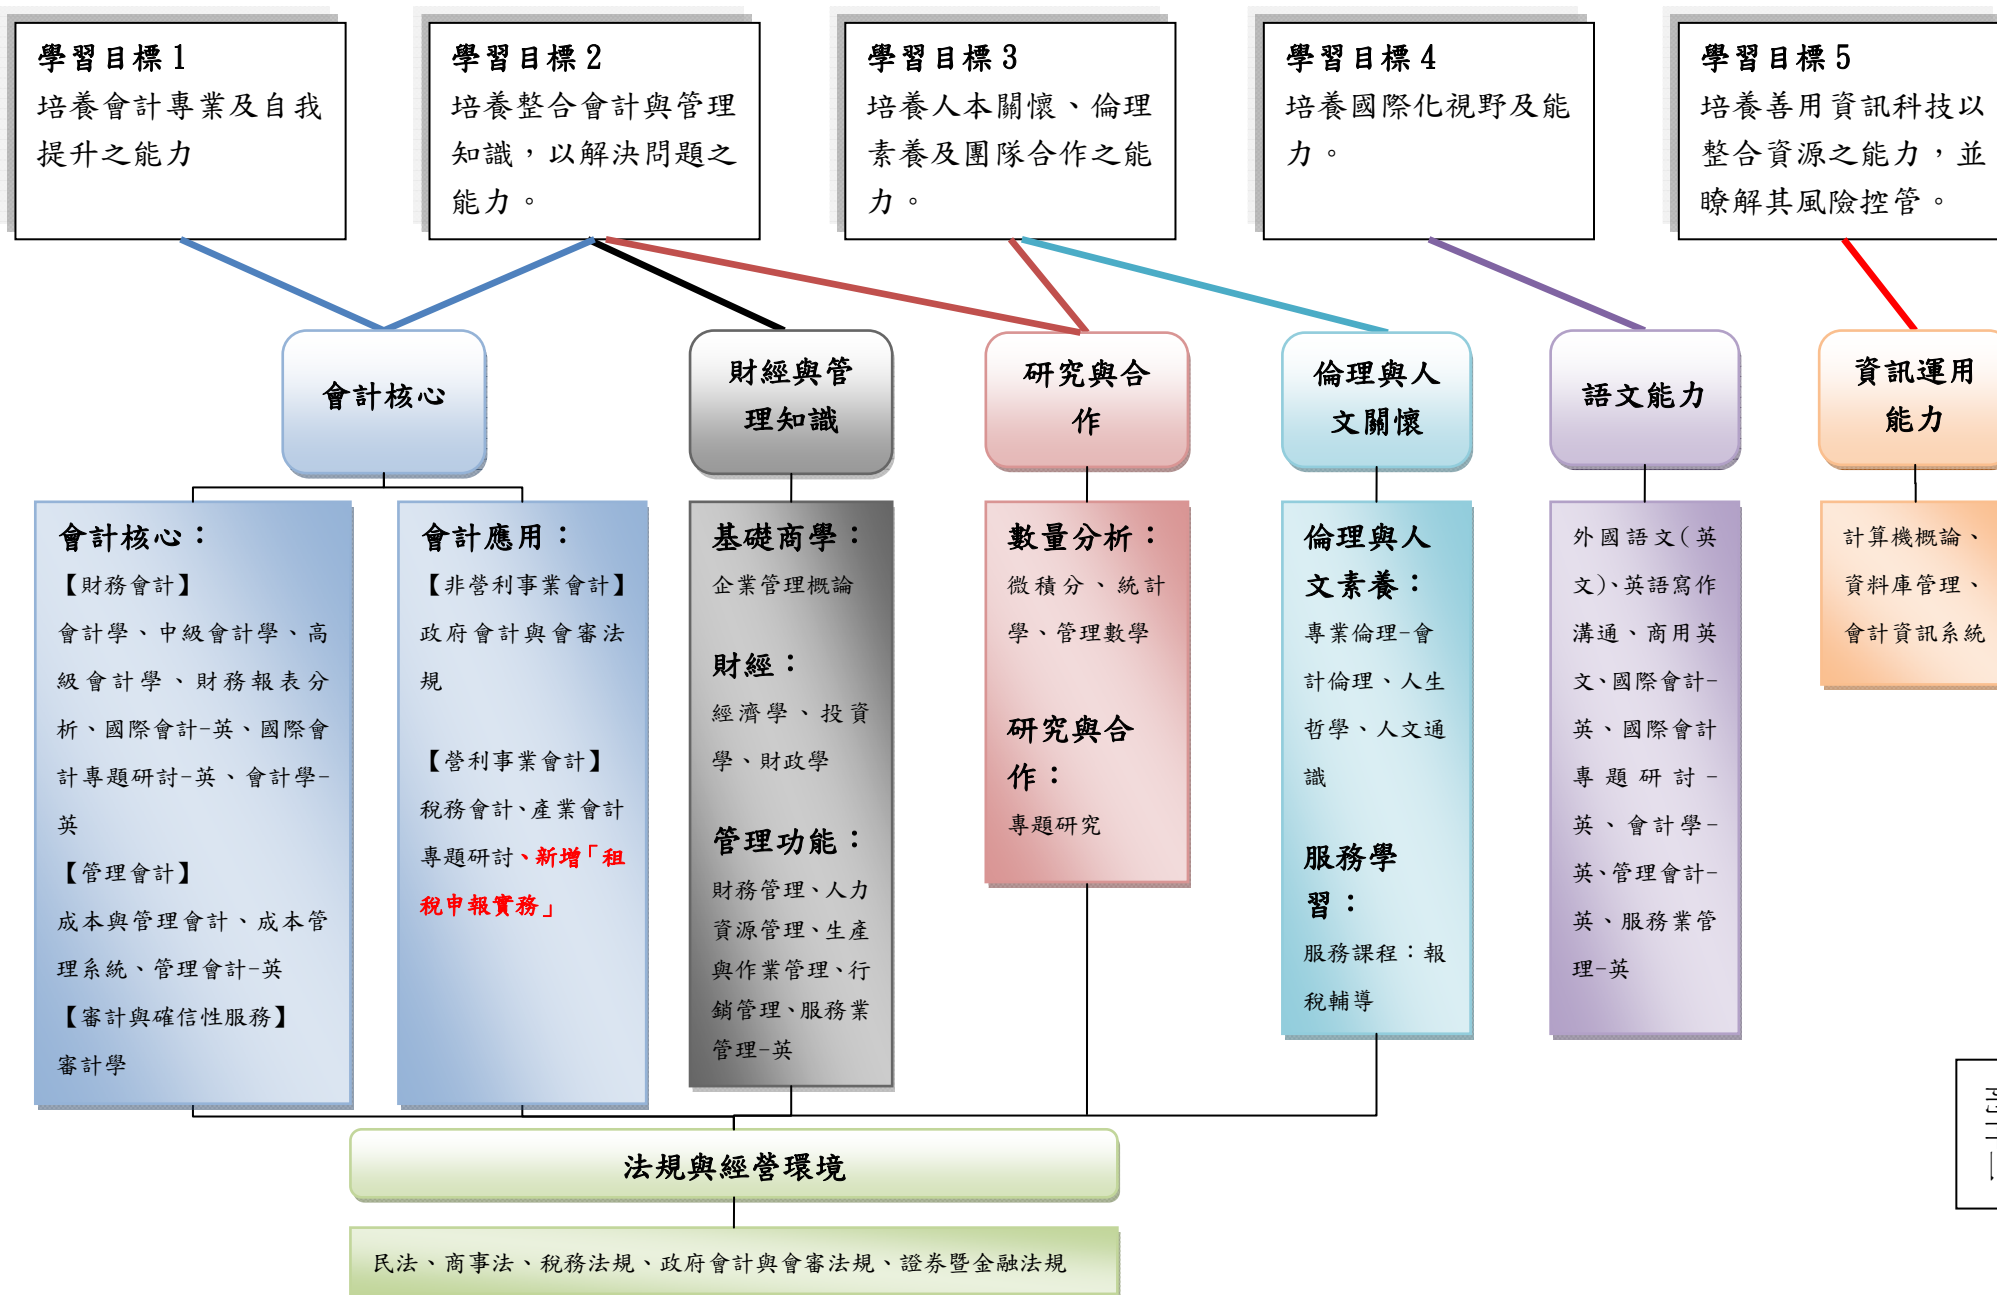 學習目標 1
培養會計專業及自我
提升之能力
學習目標 2
培養整合會計與管理
知識，以解決問題之
能力。
學習目標 3
培養人本關懷、倫理
素養及團隊合作之能
力。
學習目標 4
培養國際化視野及能
力。
學習目標 5
培養善用資訊科技以
整合資源之能力，並
瞭解其風險控管。
會計核心
財經與管
理知識
研究與合
作
倫理與人
文關懷
語文能力
資訊運用
能力
會計核心：
【財務會計】
會計學、中級會計學、高
級會計學、財務報表分
析、國際會計-英、國際會
計專題研討-英、會計學-
英
【管理會計】
成本與管理會計、成本管
理系統、管理會計-英
【審計與確信性服務】
審計學
會計應用：
【非營利事業會計】
政府會計與會審法
規
【營利事業會計】
稅務會計、產業會計
專題研討、新增「租
稅申報實務」
基礎商學：
企業管理概論
財經：
經濟學、投資
學、財政學
管理功能：
財務管理、人力
資源管理、生產
與作業管理、行
銷管理、服務業
管理-英
數量分析：
微積分、統計
學、管理數學
研究與合
作：
專題研究
倫理與人
文素養：
專業倫理-會
計倫理、人生
哲學、人文通
識
服務學
習：
服務課程：報
稅輔導
外國語文(英
文)、英語寫作
溝通、商用英
文、國際會計-
英、國際會計
專題研討-
英、會計學-
英、管理會計-
英、服務業管
理-英
計算機概論、
資料庫管理、
會計資訊系統
法規與經營環境
民法、商事法、稅務法規、政府會計與會審法規、證券暨金融法規